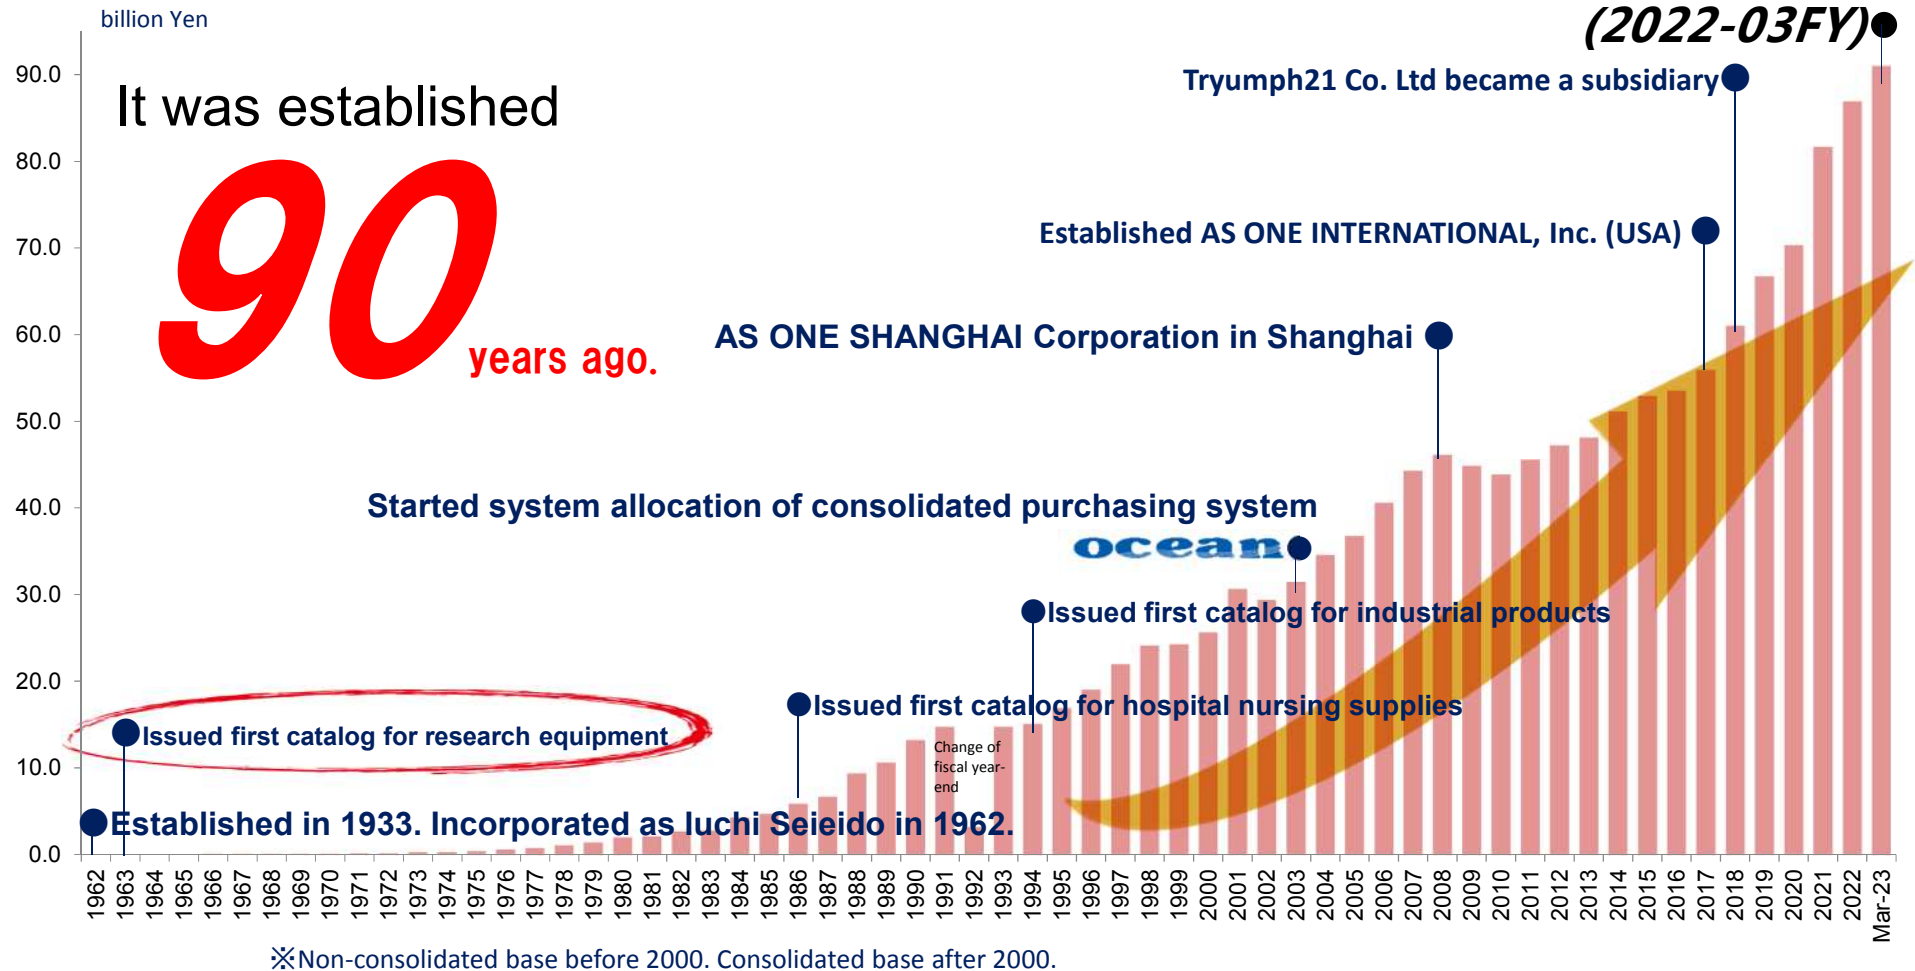 billion Yen
(2022-03FY)
90.0
Tryumph21 Co. Ltd became a subsidiary
It was established
80.0
90
years ago.
70.0
Established AS ONE INTERNATIONAL, Inc. (USA)
60.0
AS ONE SHANGHAI Corporation in Shanghai
50.0
40.0
Started system allocation of consolidated purchasing system
ocean
30.0
Issued first catalog for industrial products
20.0
Issued first catalog for hospital nursing supplies
Issued first catalog for research equipment
Change of
fiscal year-
end
10.0
Established in 1933. Incorporated as Iuchi Seieido in 1962.
0.0
1962 1963 1964 1965 1966 1967 1968 1969 1970 1971 1972 1973 1974 1975 1976 1977 1978 1979 1980 1981 1982 1983 1984 1985 1986 1987 1988 1989 1990 1991 1992 1993 1994 1995 1996 1997 1998 1999 2000 2001 2002 2003 2004 2005 2006 2007 2008 2009 2010 2011 2012 2013 2014 2015 2016 2017 2018 2019 2020 2021 2022 Mar-23
※Non-consolidated base before 2000. Consolidated base after 2000.